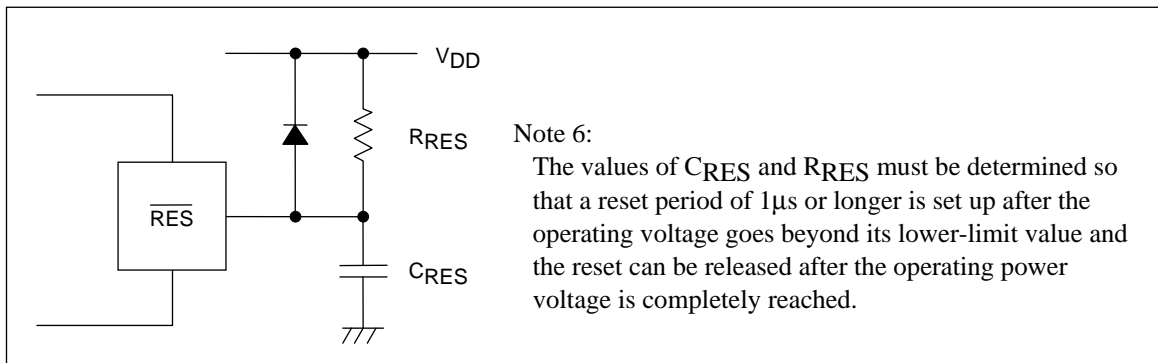 VDD
RRES
RES
CRES
Note 6:
The values of CRES and RRES must be determined so
that a reset period of 1µs or longer is set up after the
operating voltage goes beyond its lower-limit value and
the reset can be released after the operating power
voltage is completely reached.